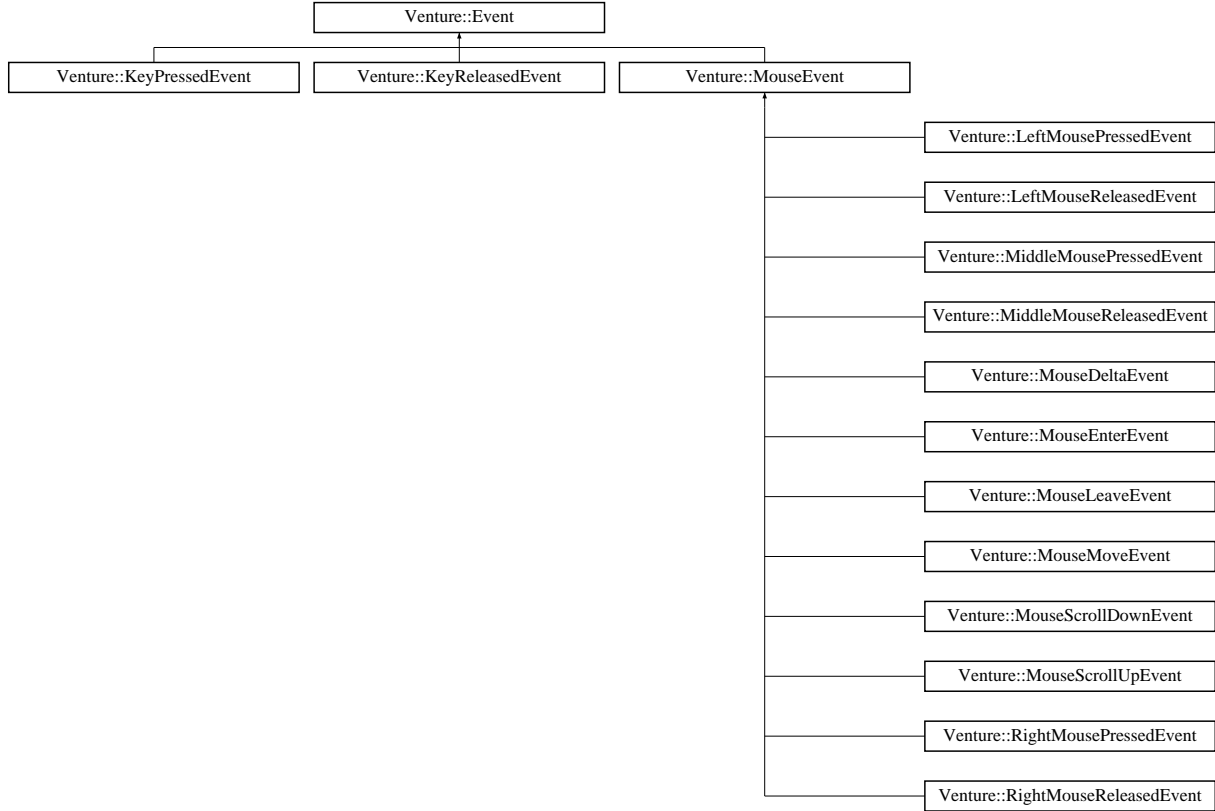 Venture::Event
Venture::KeyPressedEvent
Venture::KeyReleasedEvent
Venture::MouseEvent
Venture::LeftMousePressedEvent
Venture::LeftMouseReleasedEvent
Venture::MiddleMousePressedEvent
Venture::MiddleMouseReleasedEvent
Venture::MouseDeltaEvent
Venture::MouseEnterEvent
Venture::MouseLeaveEvent
Venture::MouseMoveEvent
Venture::MouseScrollDownEvent
Venture::MouseScrollUpEvent
Venture::RightMousePressedEvent
Venture::RightMouseReleasedEvent